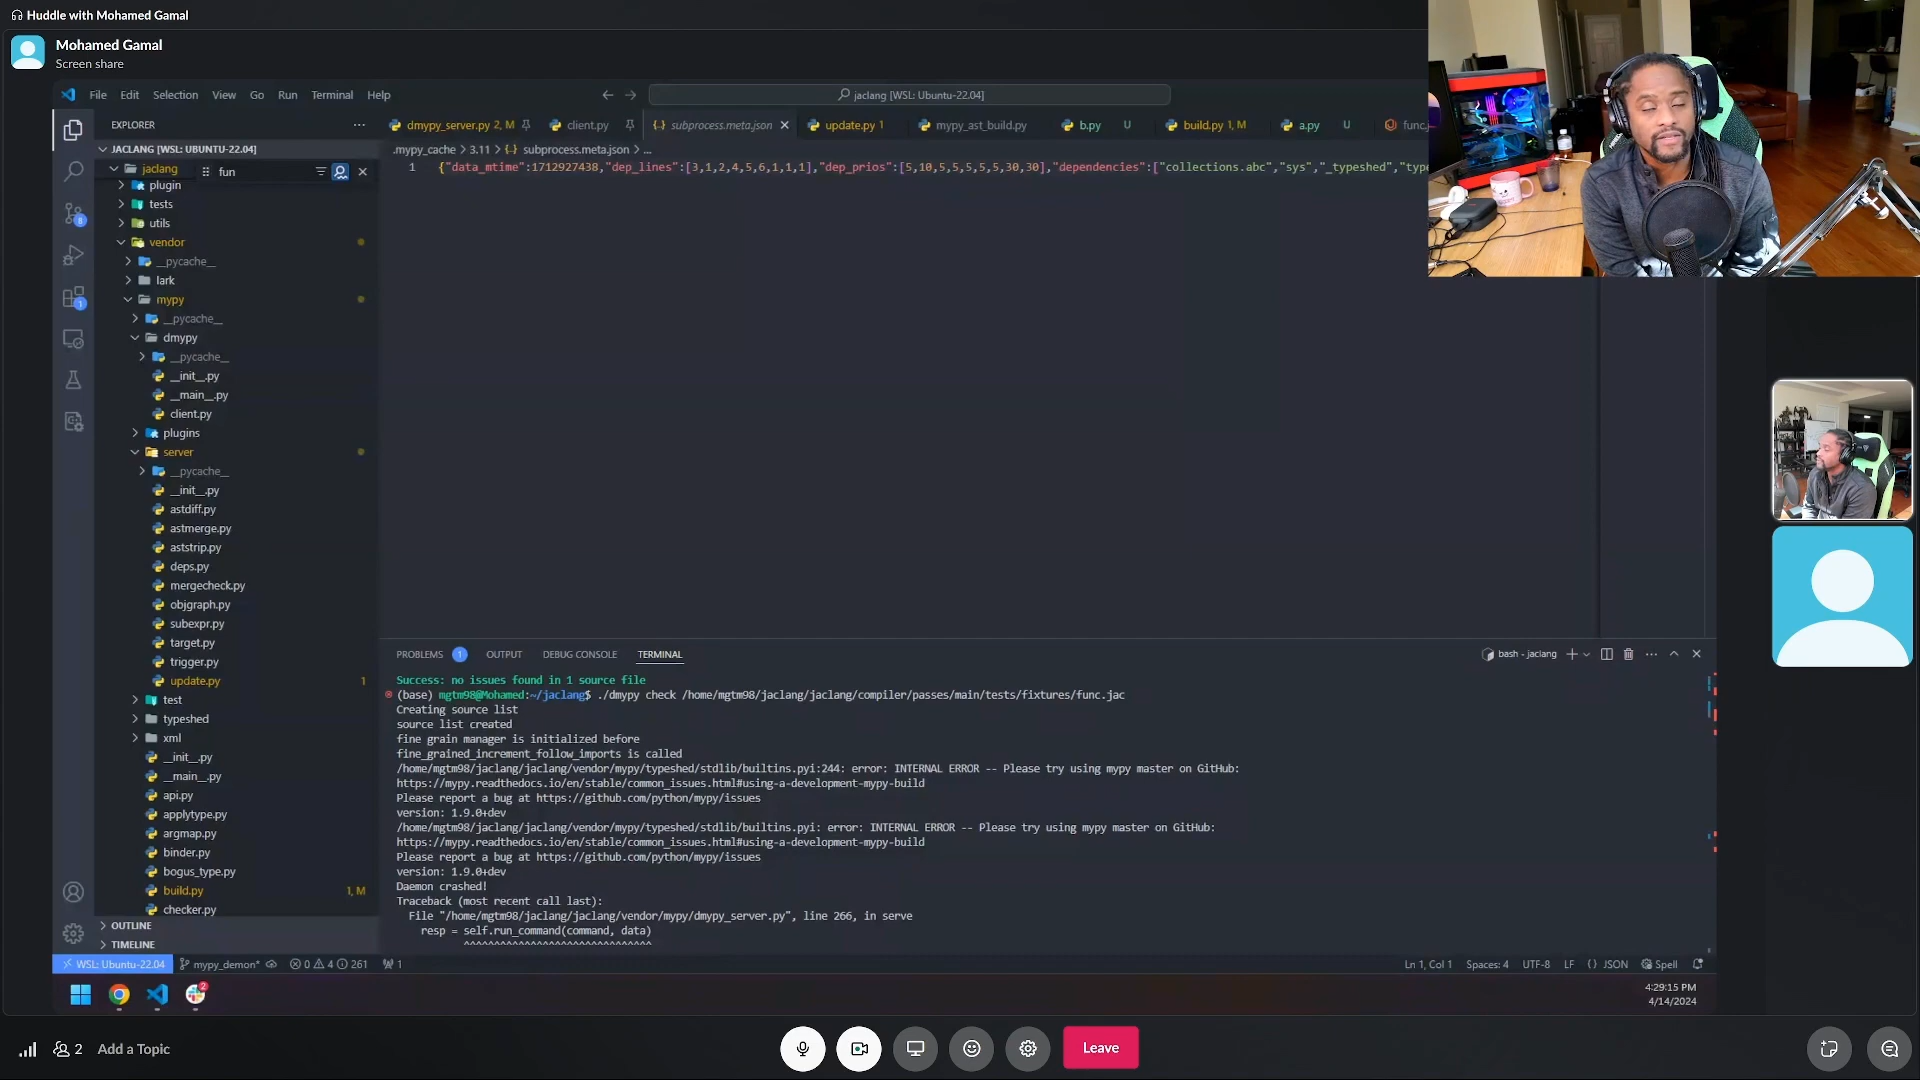 Huddle with Mohamed Gamal
Mohamed Gamal
Screen share
File Edit Selection View Go Run Terminal Help
jaclang [WSL: Ubuntu-22.04]
EXPLORER
dmypy_server.py 2, M
client.py
subprocess.meta.json
update.py 1
mypy_ast_build.py
b.py U
build.py 1, M
a.py U
func.j
JACLANG [WSL: UBUNTU-22.04]
.mypy_cache > 3.11 > {} subprocess.meta.json > ...
jaclang
fun
1 {"data_mtime":1712927438,"dep_lines":[3,1,2,4,5,6,1,1,1],"dep_prios":[5,10,5,5,5,5,5,30,30],"dependencies":["collections.abc","sys","_typeshed","type
plugin
tests
utils
vendor
__pycache__
lark
mypy
__pycache__
dmypy
__pycache__
__init__.py
__main__.py
client.py
plugins
server
__pycache__
__init__.py
astdiff.py
astmerge.py
aststrip.py
deps.py
mergecheck.py
objgraph.py
subexpr.py
target.py
trigger.py
update.py 1
test
typeshed
xml
__init__.py
__main__.py
api.py
applytype.py
argmap.py
binder.py
bogus_type.py
build.py 1, M
checker.py
OUTLINE
TIMELINE
8
1
PROBLEMS 1 OUTPUT DEBUG CONSOLE TERMINAL
bash - jaclang
Success: no issues found in 1 source file
(base) mgtm98@Mohamed:~/jaclang$ ./dmypy check /home/mgtm98/jaclang/jaclang/compiler/passes/main/tests/fixtures/func.jac
Creating source list
source list created
fine grain manager is initialized before
fine_grained_increment_follow_imports is called
/home/mgtm98/jaclang/jaclang/vendor/mypy/typeshed/stdlib/builtins.pyi:244: error: INTERNAL ERROR -- Please try using mypy master on GitHub:
https://mypy.readthedocs.io/en/stable/common_issues.html#using-a-development-mypy-build
Please report a bug at https://github.com/python/mypy/issues
version: 1.9.0+dev
/home/mgtm98/jaclang/jaclang/vendor/mypy/typeshed/stdlib/builtins.pyi: error: INTERNAL ERROR -- Please try using mypy master on GitHub:
https://mypy.readthedocs.io/en/stable/common_issues.html#using-a-development-mypy-build
Please report a bug at https://github.com/python/mypy/issues
version: 1.9.0+dev
Daemon crashed!
Traceback (most recent call last):
File "/home/mgtm98/jaclang/jaclang/vendor/mypy/dmypy_server.py", line 266, in serve
resp = self.run_command(command, data)
^^^^^^^^^^^^^^^^^^^^^^^^^^^^^^^
WSL: Ubuntu-22.04 mypy_demon* 0 4 261 1
Ln 1, Col 1 Spaces: 4 UTF-8 LF {} JSON Spell
2
4:29:15 PM
4/14/2024
2 Add a Topic
Leave